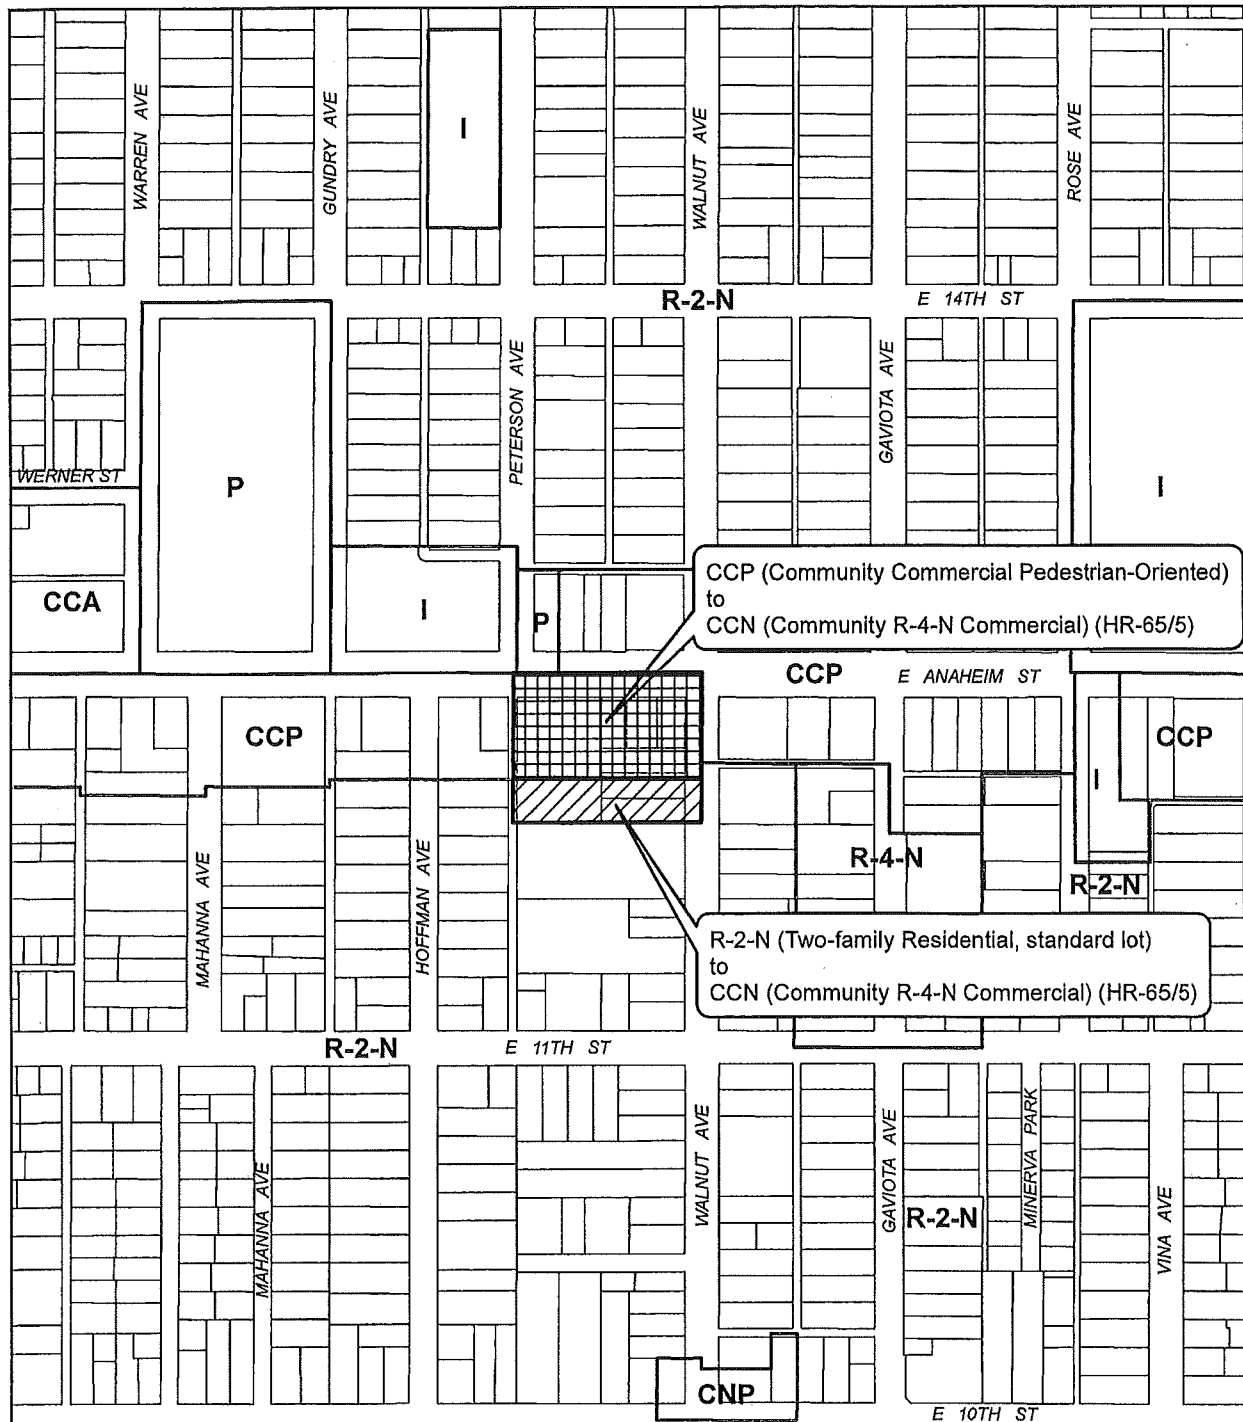 WARREN AVE
GUNDRY AVE
I
WALNUT AVE
ROSE AVE
R-2-N
E 14TH ST
PETERSON AVE
GAVIOTA AVE
WERNER ST
P
I
CCA
I
P
CCP (Community Commercial Pedestrian-Oriented)
to
CCN (Community R-4-N Commercial) (HR-65/5)
CCP
E ANAHEIM ST
CCP
CCP
I
MAHANNA AVE
HOFFMAN AVE
R-4-N
R-2-N
R-2-N (Two-family Residential, standard lot)
to
CCN (Community R-4-N Commercial) (HR-65/5)
R-2-N
E 11TH ST
MAHANNA AVE
WALNUT AVE
GAVIOTA AVE
R-2-N
MINERVA PARK
VINA AVE
CNP
E 10TH ST